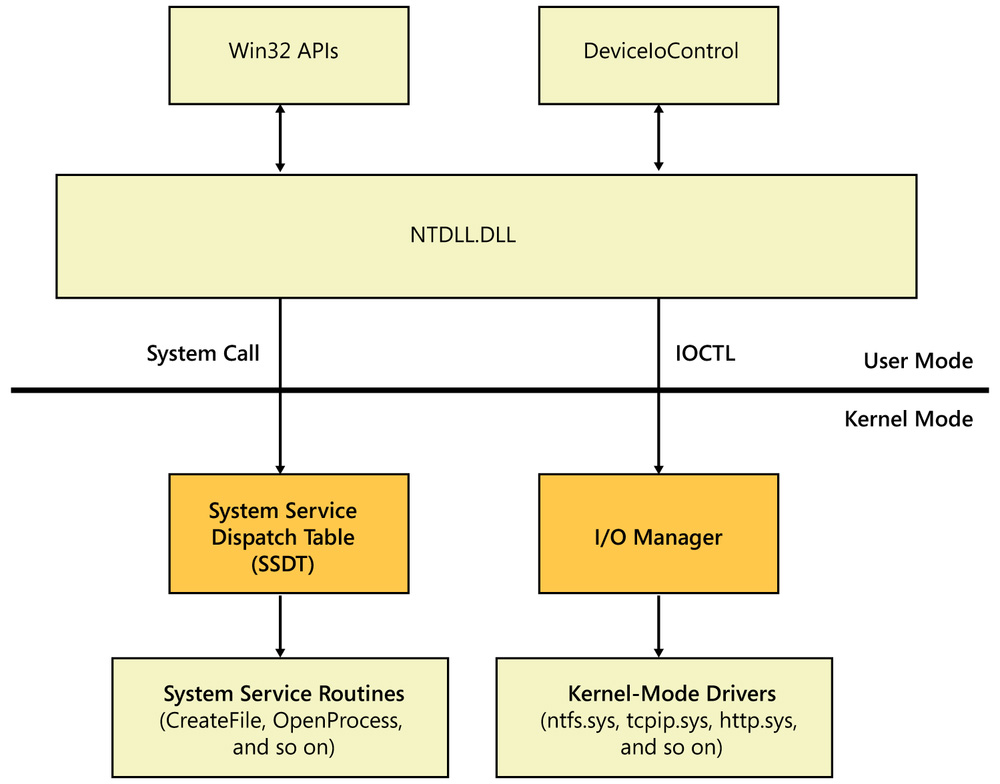 Win32 APIs
DeviceIoControl
NTDLL.DLL
System Call
IOCTL
User Mode
Kernel Mode
System Service
Dispatch Table
(SSDT)
I/O Manager
System Service Routines
(CreateFile, OpenProcess,
and so on)
Kernel-Mode Drivers
(ntfs.sys, tcpip.sys, http.sys,
and so on)